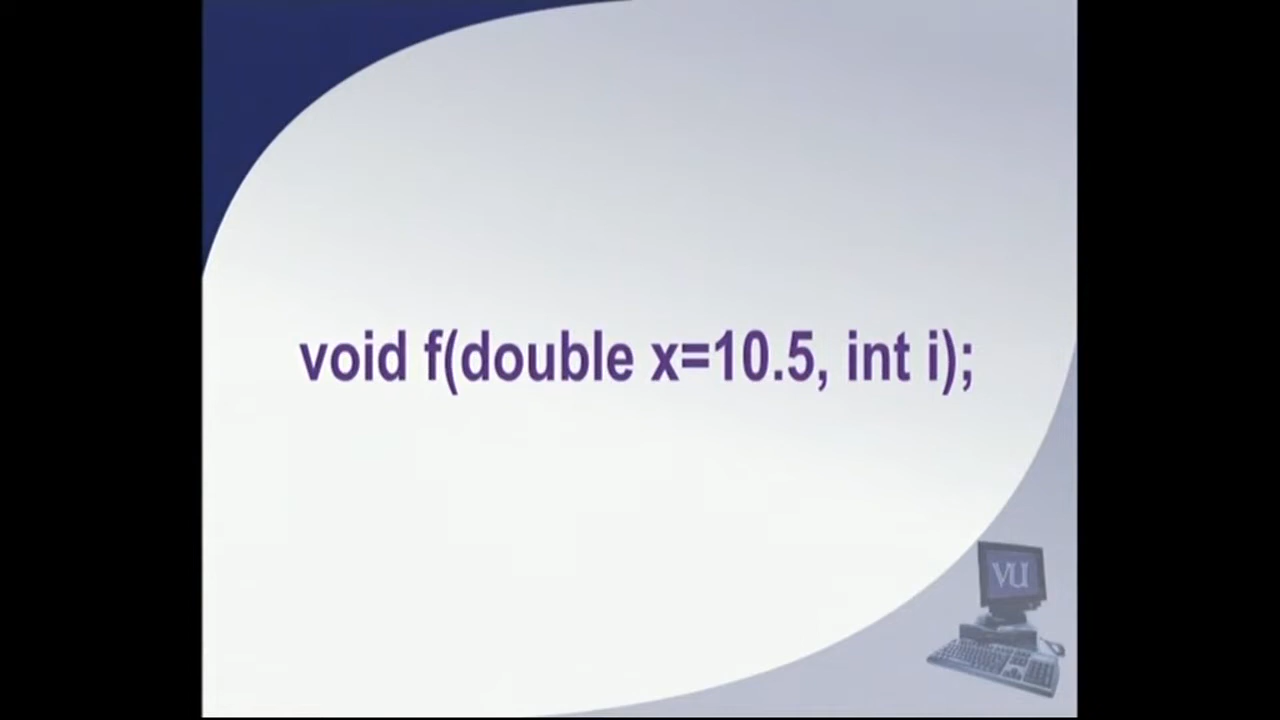 void f(double x=10.5, int i);
VU